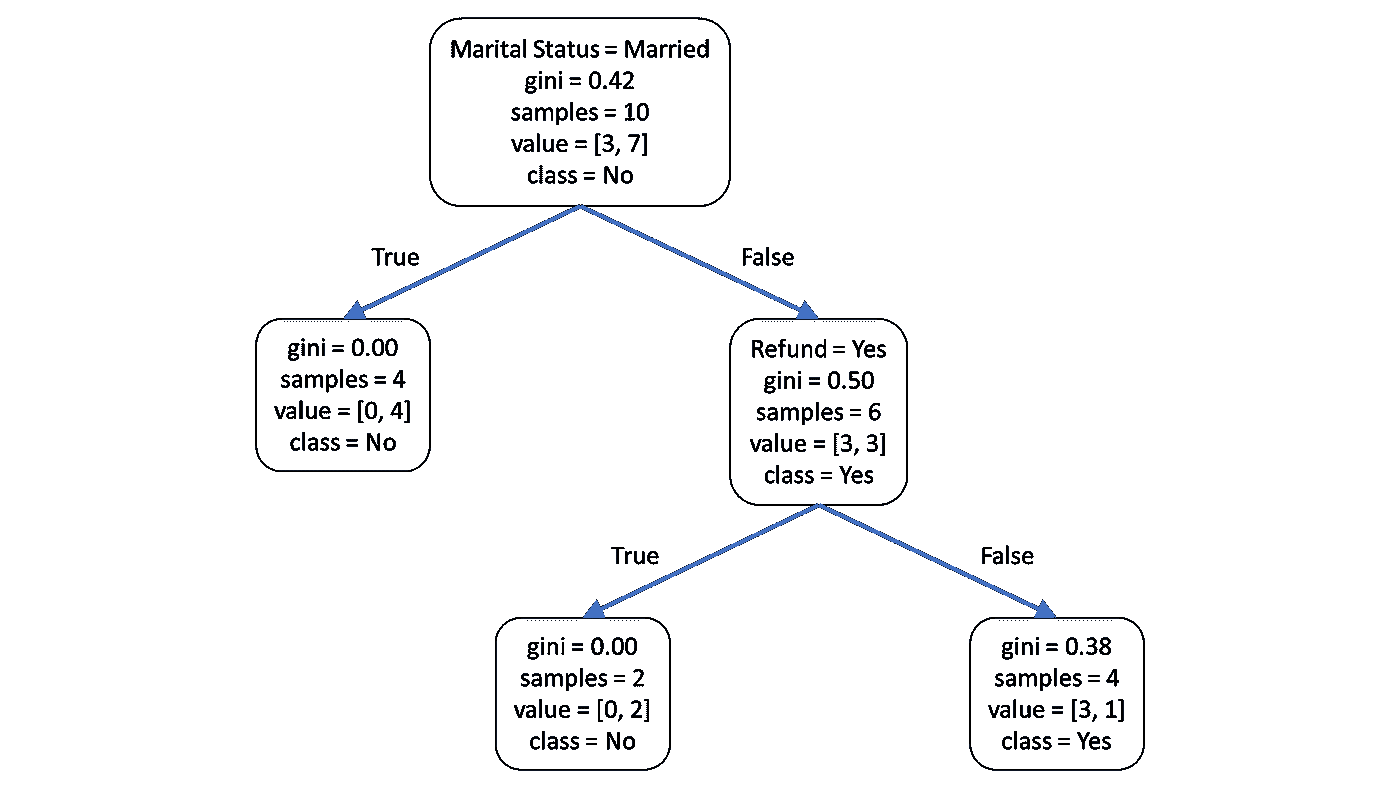 Marital Status = Married
gini = 0.42
samples = 10
value = [3, 7]
class = No
True
False
gini = 0.00
samples = 4
value = [0, 4]
class = No
Refund = Yes
gini = 0.50
samples = 6
value = [3, 3]
class = Yes
True
False
gini = 0.00
samples = 2
value = [0, 2]
class = No
gini = 0.38
samples = 4
value = [3, 1]
class = Yes